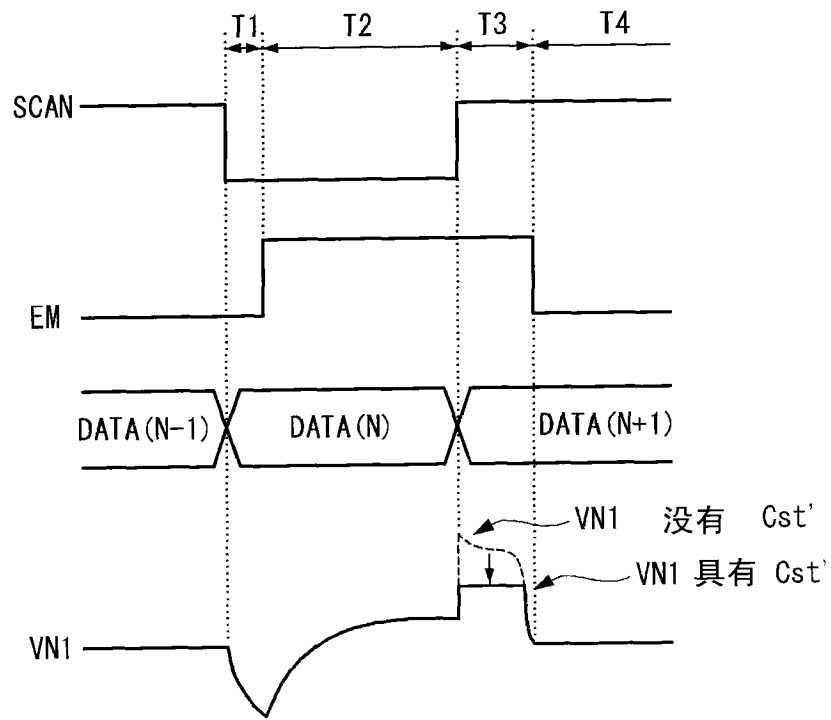 T1 T2 T3 T4
SCAN
EM
DATA(N-1) DATA(N) DATA(N+1)
VN1 没有 Cst'
VN1 具有 Cst'
VN1